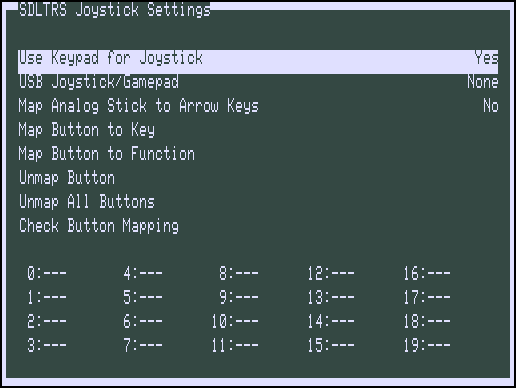 SDLTRS Joystick Settings
Use Keypad for Joystick Yes
USB Joystick/Gamepad None
Map Analog Stick to Arrow Keys No
Map Button to Key
Map Button to Function
Unmap Button
Unmap All Buttons
Check Button Mapping
0:--- 4:--- 8:--- 12:--- 16:---
1:--- 5:--- 9:--- 13:--- 17:---
2:--- 6:--- 10:--- 14:--- 18:---
3:--- 7:--- 11:--- 15:--- 19:---